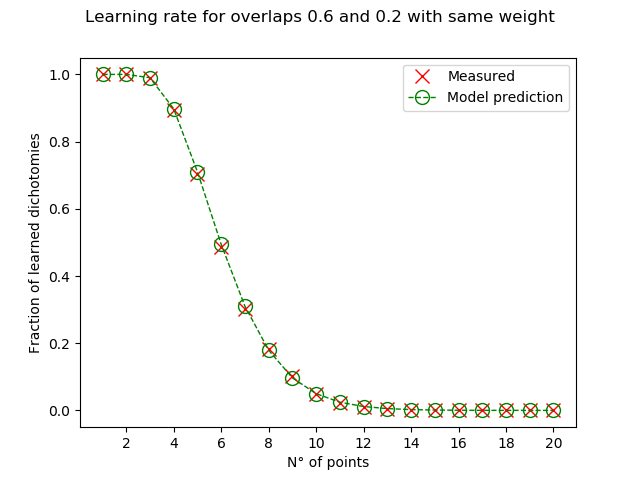 Learning rate for overlaps 0.6 and 0.2 with same weight
Measured
Model prediction
Fraction of learned dichotomies
1.0
0.8
0.6
0.4
0.2
0.0
2 4 6 8 10 12 14 16 18 20
N° of points